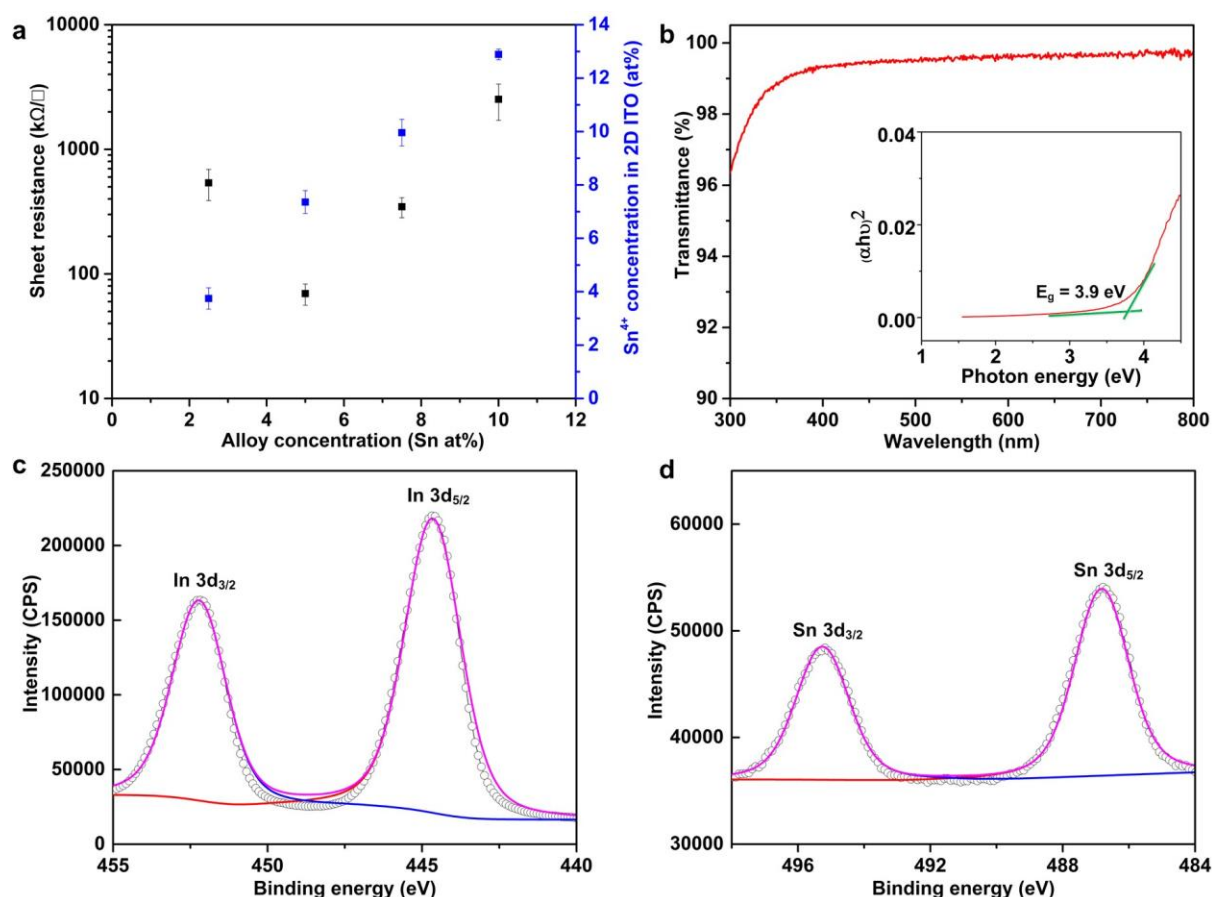 a
Sheet resistance (kΩ/□)
10000
1000
100
10
0 2 4 6 8 10 12
Alloy concentration (Sn at%)
14
12
10
8
6
4
2
0
Sn⁴⁺ concentration in 2D ITO (at%)
b
Transmittance (%)
100
98
96
94
92
90
300 400 500 600 700 800
Wavelength (nm)
(αhυ)2
0.04
0.02
0.00
E_g = 3.9 eV
1 2 3 4
Photon energy (eV)
c
Intensity (CPS)
250000
200000
150000
100000
50000
0
In 3d₃/₂
In 3d₅/₂
455 450 445 440
Binding energy (eV)
d
Intensity (CPS)
60000
50000
40000
30000
Sn 3d₃/₂
Sn 3d₅/₂
496 492 488 484
Binding energy (eV)